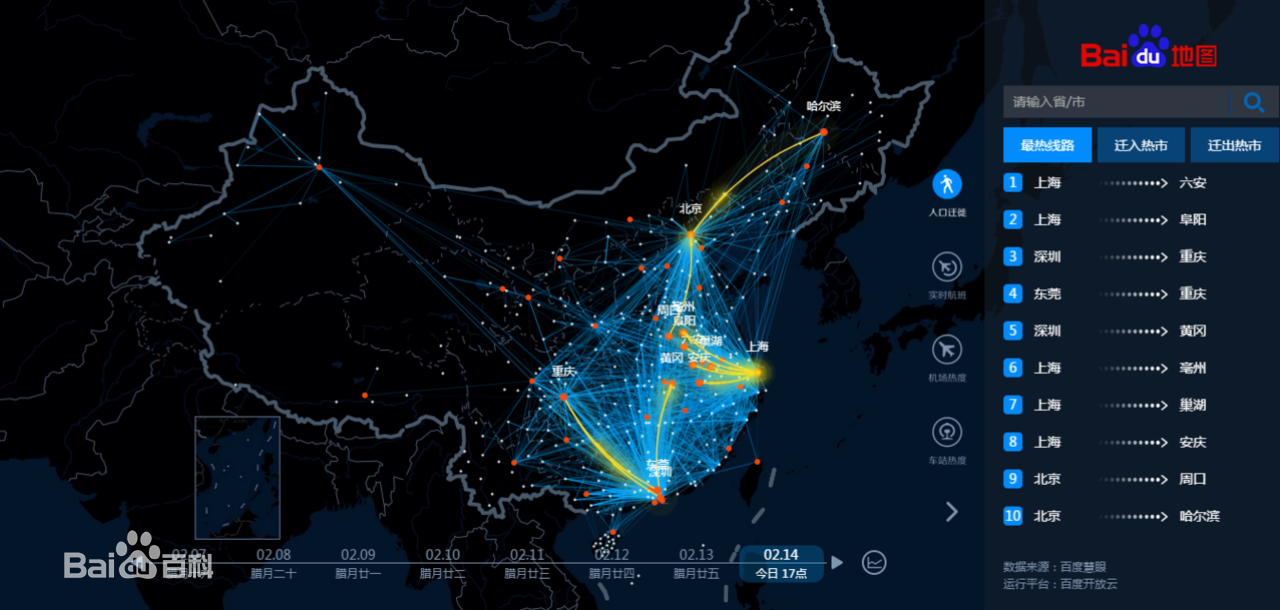 Baidu地图
请输入省/市
最热线路 迁入热市 迁出热市
1 上海 六安
2 上海 阜阳
3 深圳 重庆
4 东莞 重庆
5 深圳 黄冈
6 上海 亳州
7 上海 巢湖
8 上海 安庆
9 北京 周口
10 北京 哈尔滨
数据来源：百度慧眼
运行平台：百度开放云
人口迁徙
实时航班
机场热度
车站热度
哈尔滨
北京
亳州
周口
阜阳
六安 巢湖
上海
黄冈 安庆
重庆
东莞
深圳
02.07 02.08 02.09 02.10 02.11 02.12 02.13 02.14
腊月二十 腊月廿一 腊月廿二 腊月廿三 腊月廿四 腊月廿五 今日 17点
Baidu百科